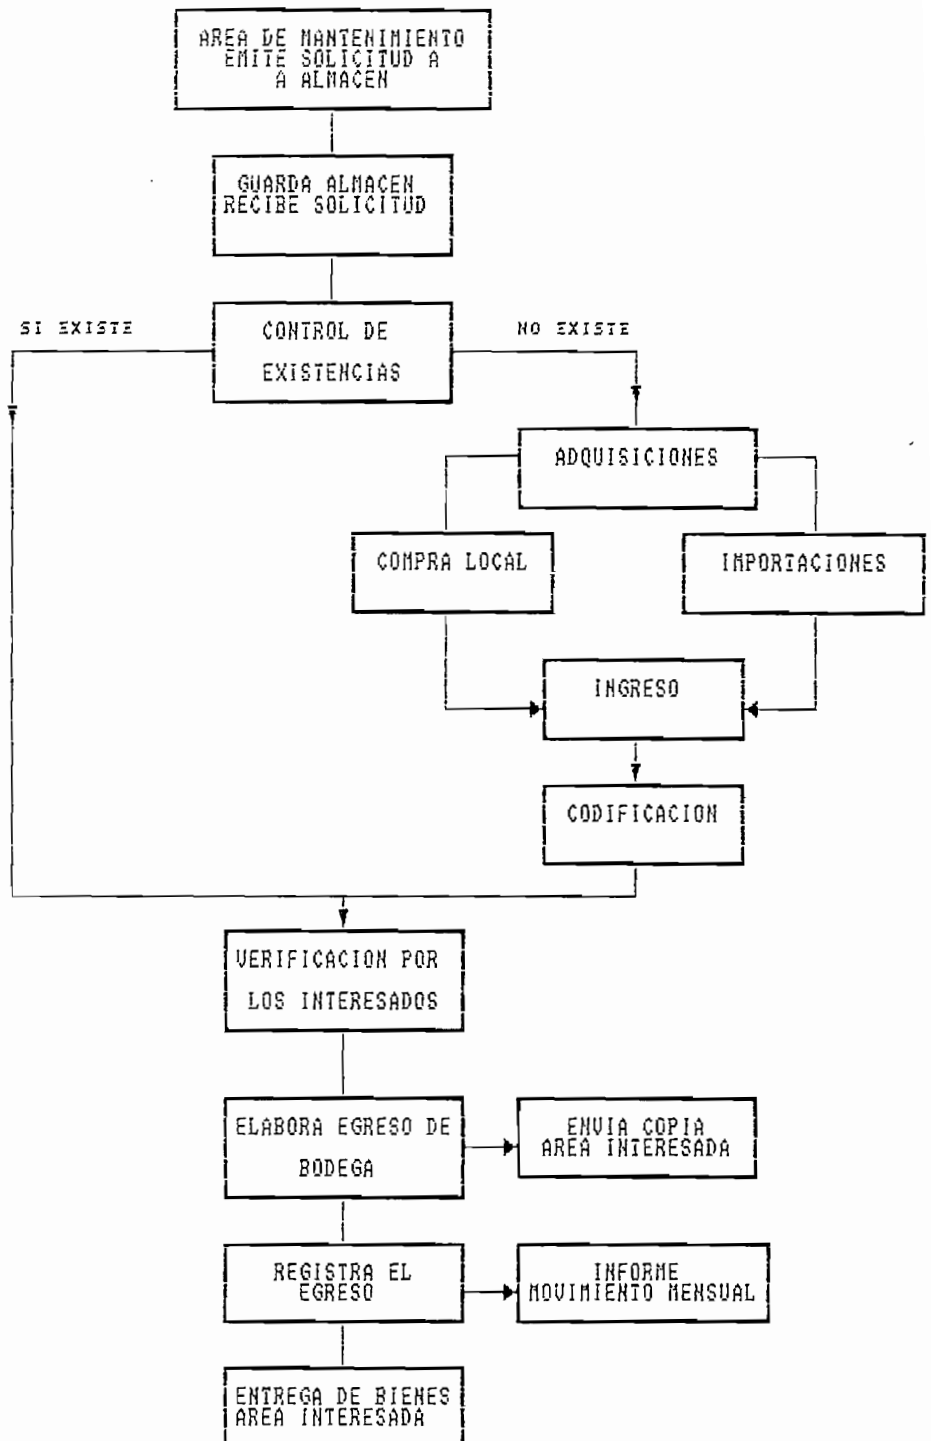 AREA DE MANTENIMIENTO
EMITE SOLICITUD A
A ALMACEN
GUARDA ALMACEN
RECIBE SOLICITUD
SI EXISTE
CONTROL DE
EXISTENCIAS
NO EXISTE
ADQUISICIONES
COMPRA LOCAL
IMPORTACIONES
INGRESO
CODIFICACION
VERIFICACION POR
LOS INTERESADOS
ELABORA EGRESO DE
BODEGA
ENVIA COPIA
AREA INTERESADA
REGISTRA EL
EGRESO
INFORME
MOVIMIENTO MENSUAL
ENTREGA DE BIENES
AREA INTERESADA